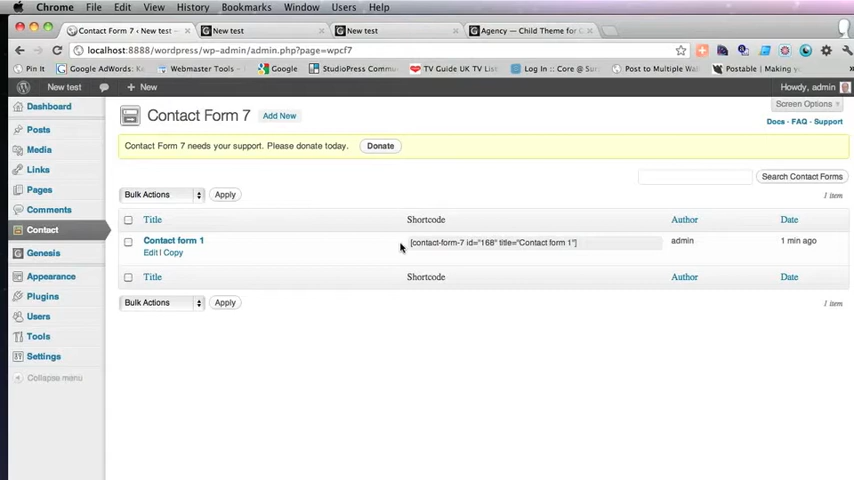 Chrome File Edit View History Bookmarks Window Users Help
Contact Form 7 ‹ New test – New test New test Agency — Child Theme for G
localhost:8888/wordpress/wp-admin/admin.php?page=wpcf7
Pin It Google AdWords: Ke Webmaster Tools - Google StudioPress Commu TV Guide UK TV List Log In :: Core @ Sum Post to Multiple Wa Postable | Making yo
New test + New Howdy, admin
Screen Options
Docs - FAQ - Support
Dashboard
Posts
Media
Links
Pages
Comments
Contact
Genesis
Appearance
Plugins
Users
Tools
Settings
Collapse menu
Contact Form 7 Add New
Contact Form 7 needs your support. Please donate today. Donate
Search Contact Forms
Bulk Actions Apply 1 item
Title Shortcode Author Date
Contact form 1 [contact-form-7 id="168" title="Contact form 1"] admin 1 min ago
Edit | Copy
Title Shortcode Author Date
Bulk Actions Apply 1 item